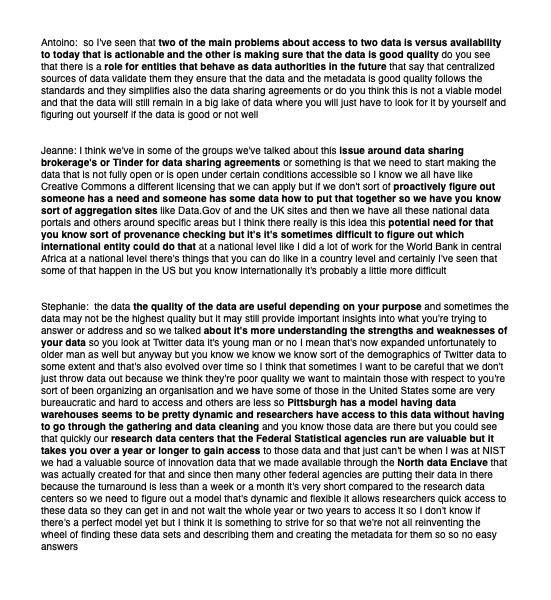 Antoino:  so I've seen that two of the main problems about access to two data is versus availability
to today that is actionable and the other is making sure that the data is good quality do you see
that there is a role for entities that behave as data authorities in the future that say that centralized
sources of data validate them they ensure that the data and the metadata is good quality follows the
standards and they simplifies also the data sharing agreements or do you think this is not a viable model
and that the data will still remain in a big lake of data where you will just have to look for it by yourself and
figuring out yourself if the data is good or not well
Jeanne: I think we've in some of the groups we've talked about this issue around data sharing
brokerage's or Tinder for data sharing agreements or something is that we need to start making the
data that is not fully open or is open under certain conditions accessible so I know we all have like
Creative Commons a different licensing that we can apply but if we don't sort of proactively figure out
someone has a need and someone has some data how to put that together so we have you know
sort of aggregation sites like Data.Gov of and the UK sites and then we have all these national data
portals and others around specific areas but I think there really is this idea this potential need for that
you know sort of provenance checking but it's it's sometimes difficult to figure out which
international entity could do that at a national level like I did a lot of work for the World Bank in central
Africa at a national level there's things that you can do like in a country level and certainly I've seen that
some of that happen in the US but you know internationally it's probably a little more difficult
Stephanie:  the data the quality of the data are useful depending on your purpose and sometimes the
data may not be the highest quality but it may still provide important insights into what you're trying to
answer or address and so we talked about it's more understanding the strengths and weaknesses of
your data so you look at Twitter data it's young man or no I mean that's now expanded unfortunately to
older man as well but anyway but you know we know we know sort of the demographics of Twitter data to
some extent and that's also evolved over time so I think that sometimes I want to be careful that we don't
just throw data out because we think they're poor quality we want to maintain those with respect to you're
sort of been organizing an organisation and we have some of those in the United States some are very
bureaucratic and hard to access and others are less so Pittsburgh has a model having data
warehouses seems to be pretty dynamic and researchers have access to this data without having
to go through the gathering and data cleaning and you know those data are there but you could see
that quickly our research data centers that the Federal Statistical agencies run are valuable but it
takes you over a year or longer to gain access to those data and that just can't be when I was at NIST
we had a valuable source of innovation data that we made available through the North data Enclave that
was actually created for that and since then many other federal agencies are putting their data in there
because the turnaround is less than a week or a month it's very short compared to the research data
centers so we need to figure out a model that's dynamic and flexible it allows researchers quick access to
these data so they can get in and not wait the whole year or two years to access it so I don't know if
there's a perfect model yet but I think it is something to strive for so that we're not all reinventing the
wheel of finding these data sets and describing them and creating the metadata for them so so no easy
answers